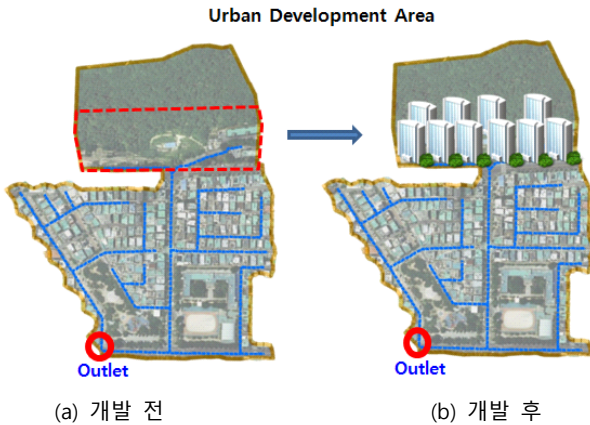 Urban Development Area
Outlet
Outlet
(a) 개발 전
(b) 개발 후